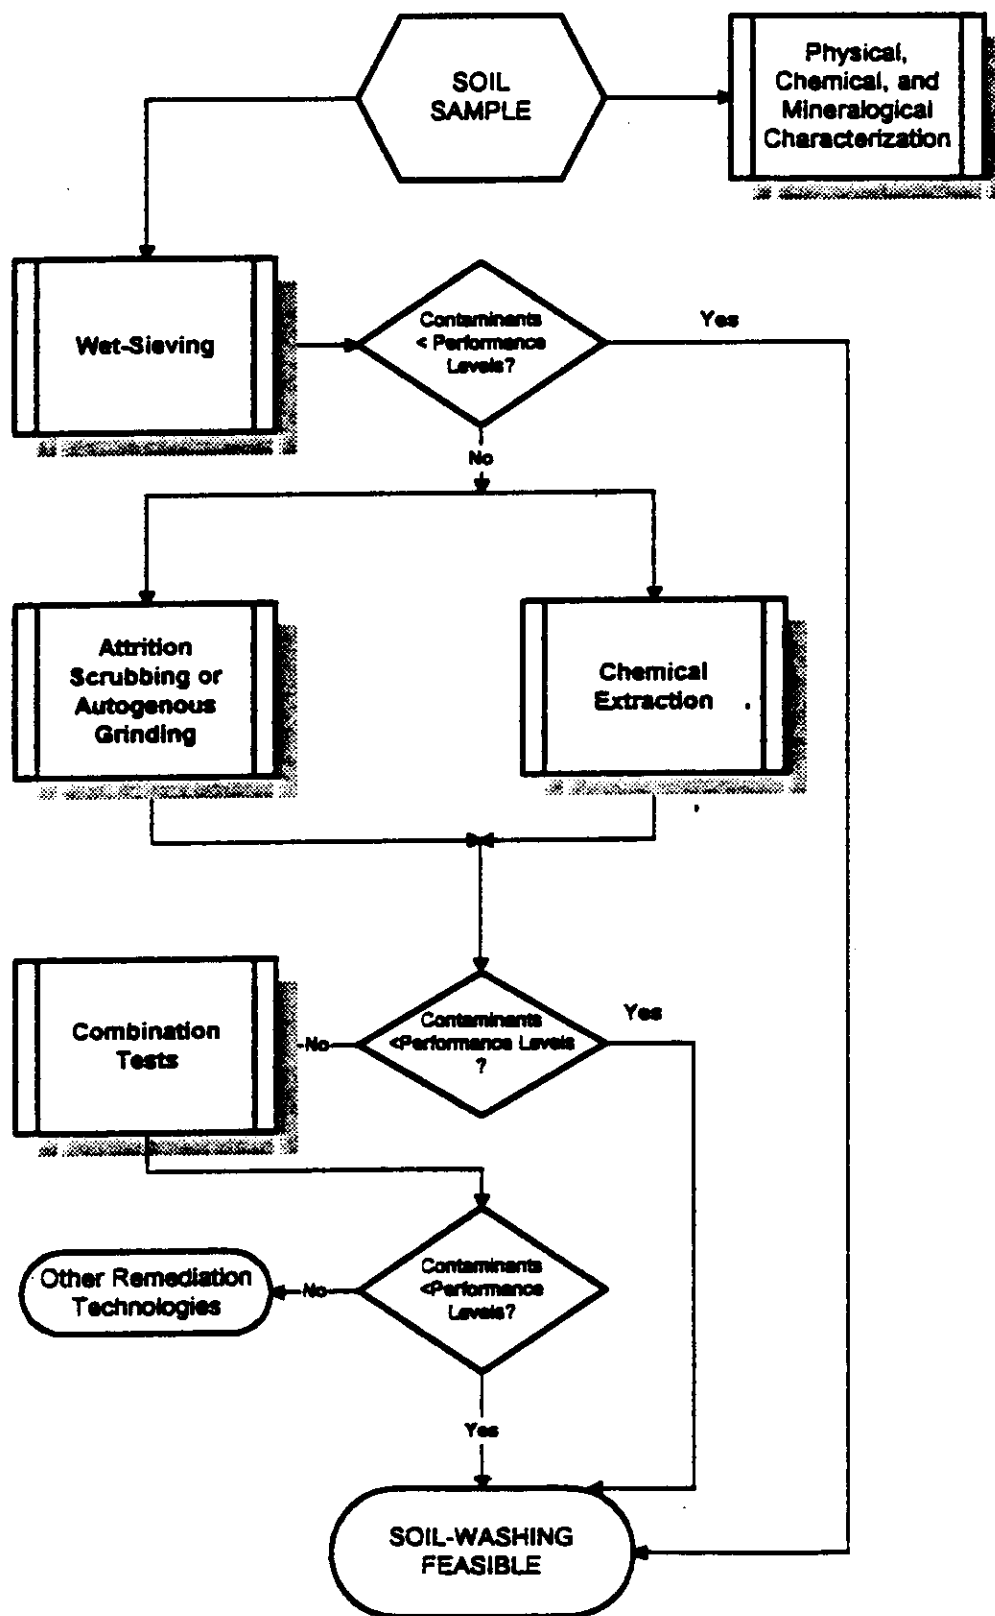 SOIL
SAMPLE
Physical,
Chemical, and
Mineralogical
Characterization
Wet-Sieving
Contaminants
< Performance
Levels?
Yes
No
Attrition
Scrubbing or
Autogenous
Grinding
Chemical
Extraction
Combination
Tests
No
Contaminants
<Performance Levels
?
Yes
Other Remediation
Technologies
No
Contaminants
<Performance
Levels?
Yes
SOIL-WASHING
FEASIBLE